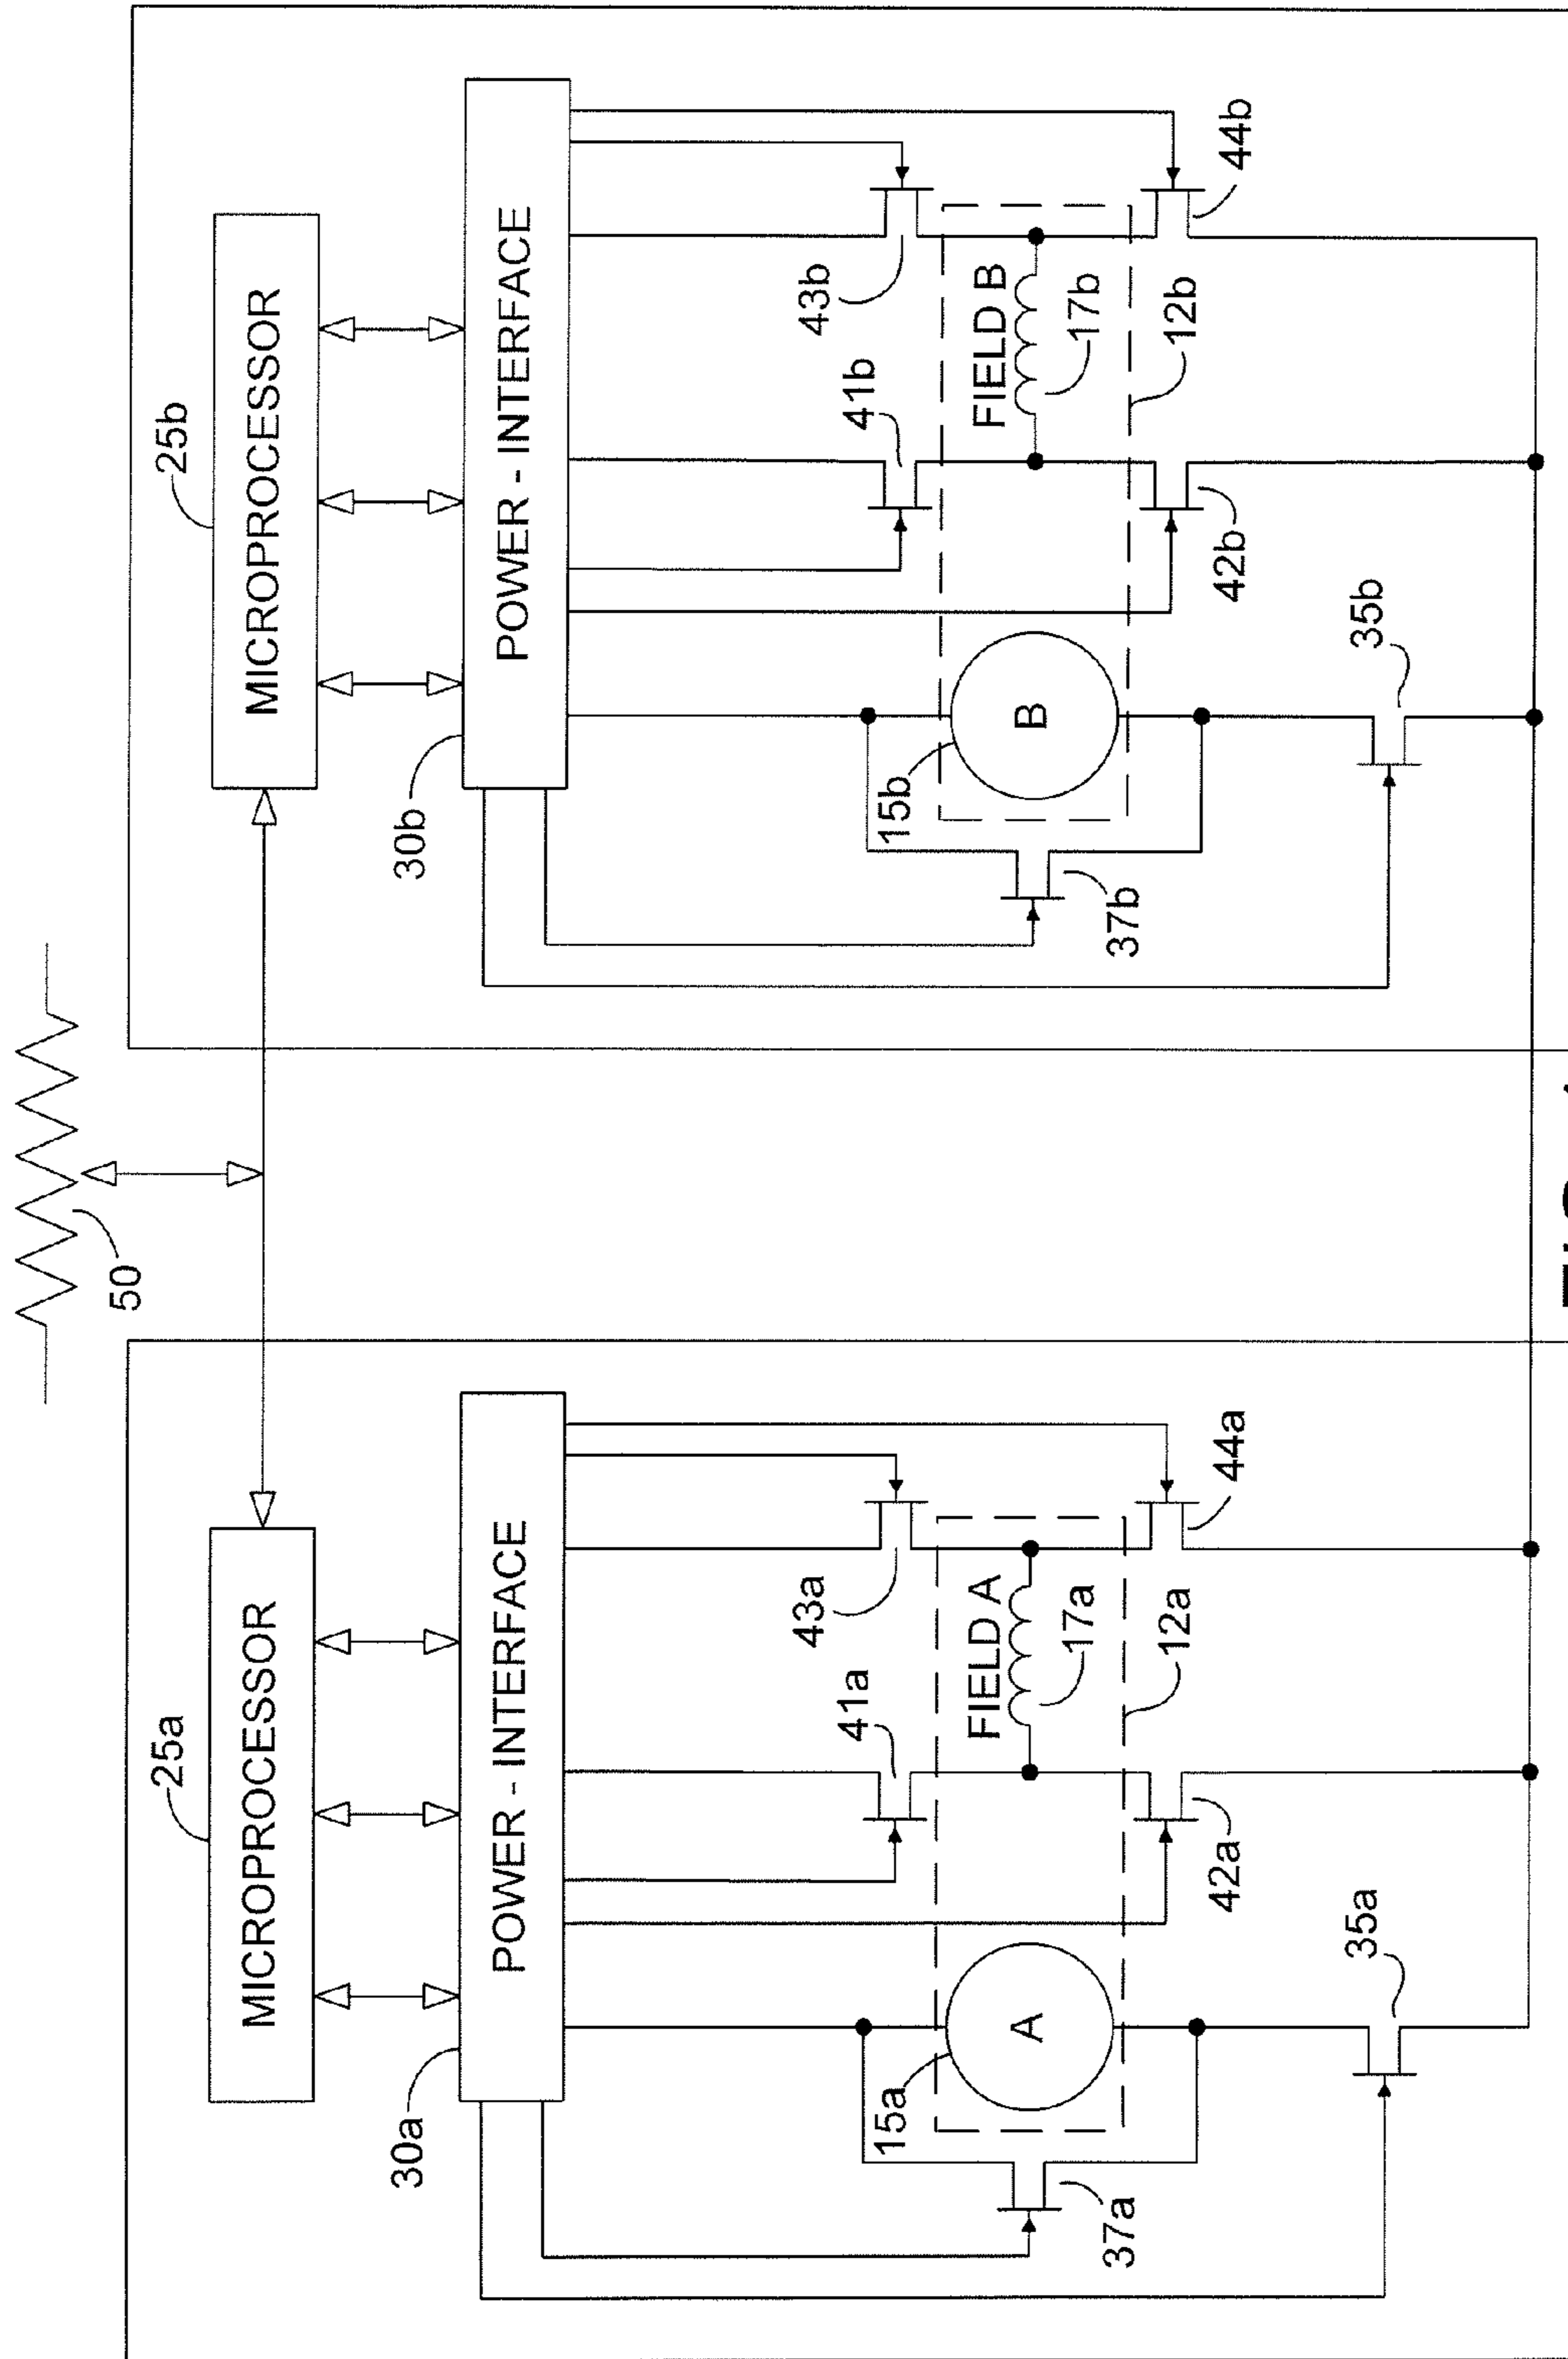 50
25a
MICROPROCESSOR
30a
POWER - INTERFACE
41a
43a
15a
FIELD A
A
17a
37a
12a
42a
44a
35a
25b
MICROPROCESSOR
30b
POWER - INTERFACE
41b
43b
15b
FIELD B
B
17b
37b
12b
42b
44b
35b